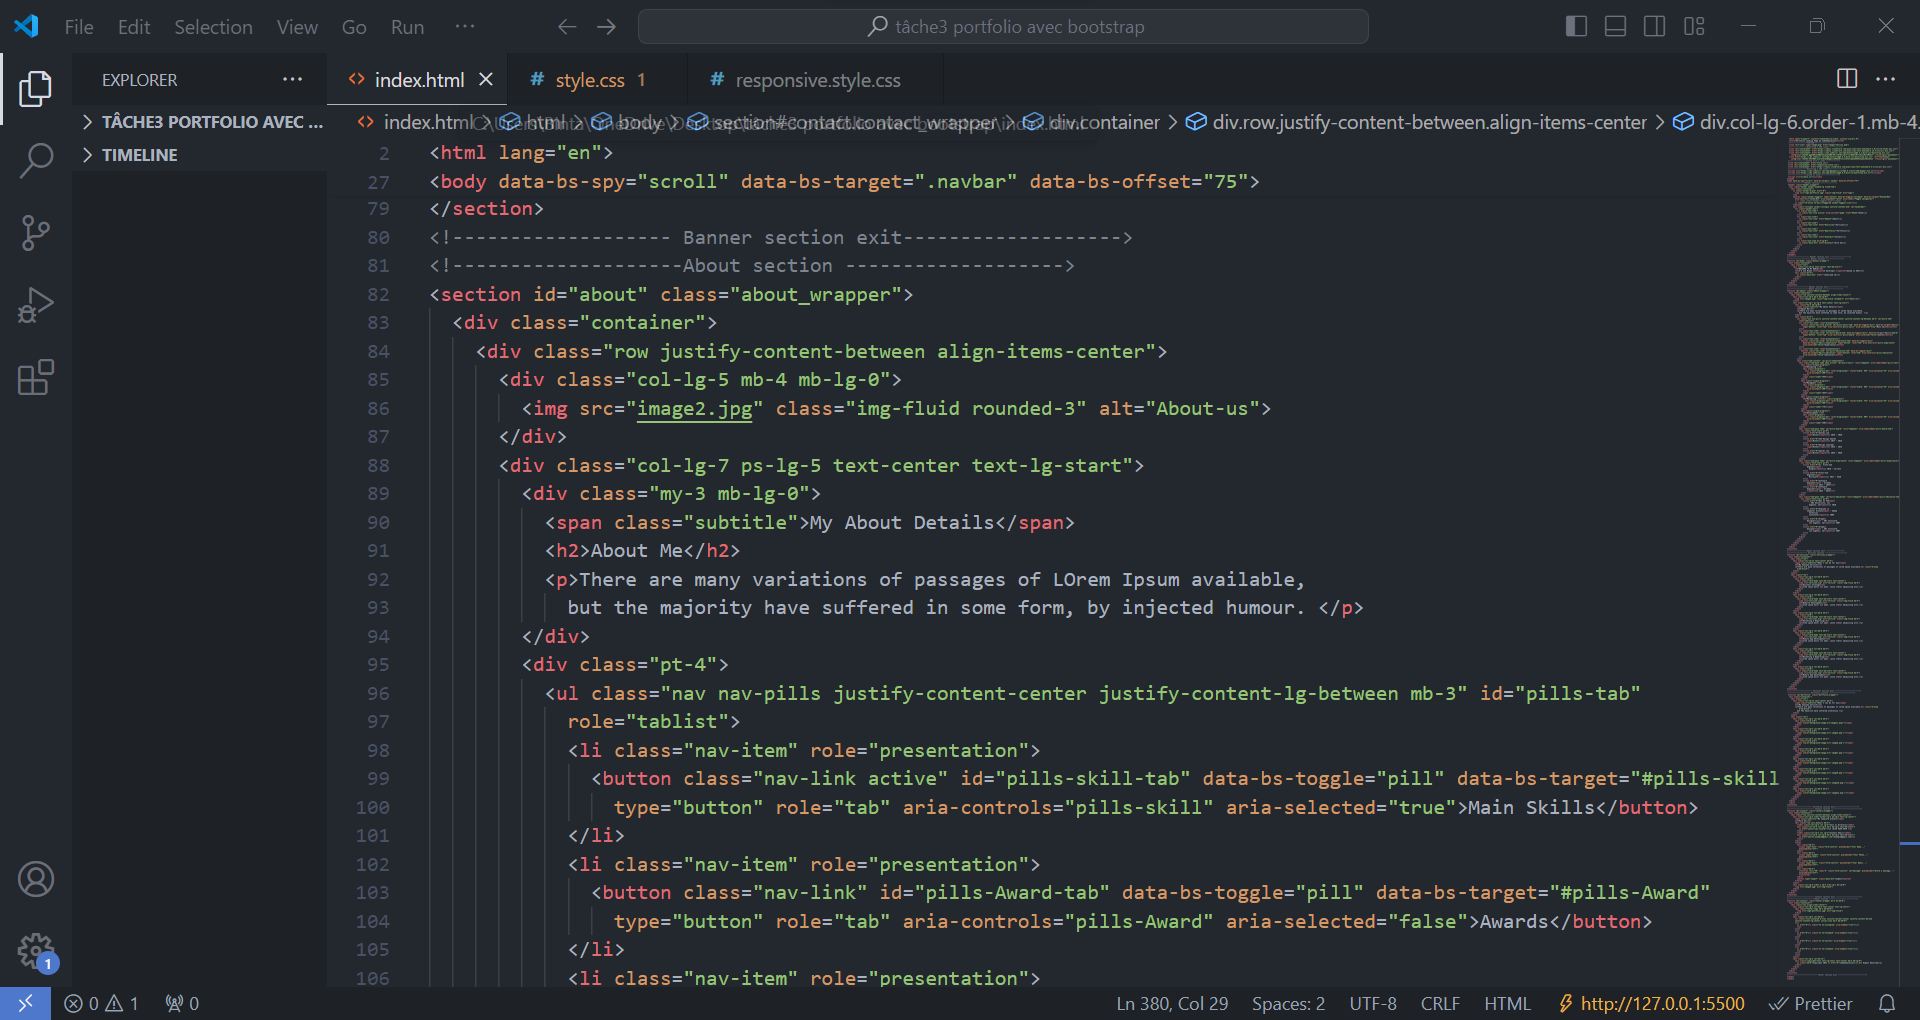 File Edit Selection View Go Run ··· tâche3 portfolio avec bootstrap
EXPLORER ···
TÂCHE3 PORTFOLIO AVEC ...
TIMELINE
index.html
# style.css 1
# responsive.style.css
index.html > html > body > section#contact.contact_wrapper > div.container > div.row.justify-content-between.align-items-center > div.col-lg-6.order-1.mb-4.
2 <html lang="en">
27 <body data-bs-spy="scroll" data-bs-target=".navbar" data-bs-offset="75">
79 </section>
80 <!------------------- Banner section exit------------------->
81 <!--------------------About section ------------------->
82 <section id="about" class="about_wrapper">
83 <div class="container">
84 <div class="row justify-content-between align-items-center">
85 <div class="col-lg-5 mb-4 mb-lg-0">
86 <img src="image2.jpg" class="img-fluid rounded-3" alt="About-us">
87 </div>
88 <div class="col-lg-7 ps-lg-5 text-center text-lg-start">
89 <div class="my-3 mb-lg-0">
90 <span class="subtitle">My About Details</span>
91 <h2>About Me</h2>
92 <p>There are many variations of passages of LOrem Ipsum available,
93 but the majority have suffered in some form, by injected humour. </p>
94 </div>
95 <div class="pt-4">
96 <ul class="nav nav-pills justify-content-center justify-content-lg-between mb-3" id="pills-tab"
97 role="tablist">
98 <li class="nav-item" role="presentation">
99 <button class="nav-link active" id="pills-skill-tab" data-bs-toggle="pill" data-bs-target="#pills-skill
100 type="button" role="tab" aria-controls="pills-skill" aria-selected="true">Main Skills</button>
101 </li>
102 <li class="nav-item" role="presentation">
103 <button class="nav-link" id="pills-Award-tab" data-bs-toggle="pill" data-bs-target="#pills-Award"
104 type="button" role="tab" aria-controls="pills-Award" aria-selected="false">Awards</button>
105 </li>
106 <li class="nav-item" role="presentation">
1
0 1 0 Ln 380, Col 29 Spaces: 2 UTF-8 CRLF HTML http://127.0.0.1:5500 Prettier